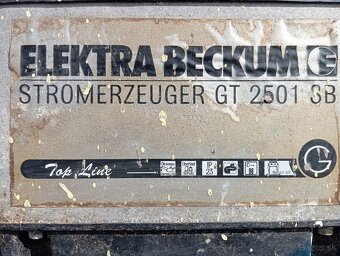 ELEKTRA BECKUM
STROMERZEUGER GT 2501 SB
Top Line